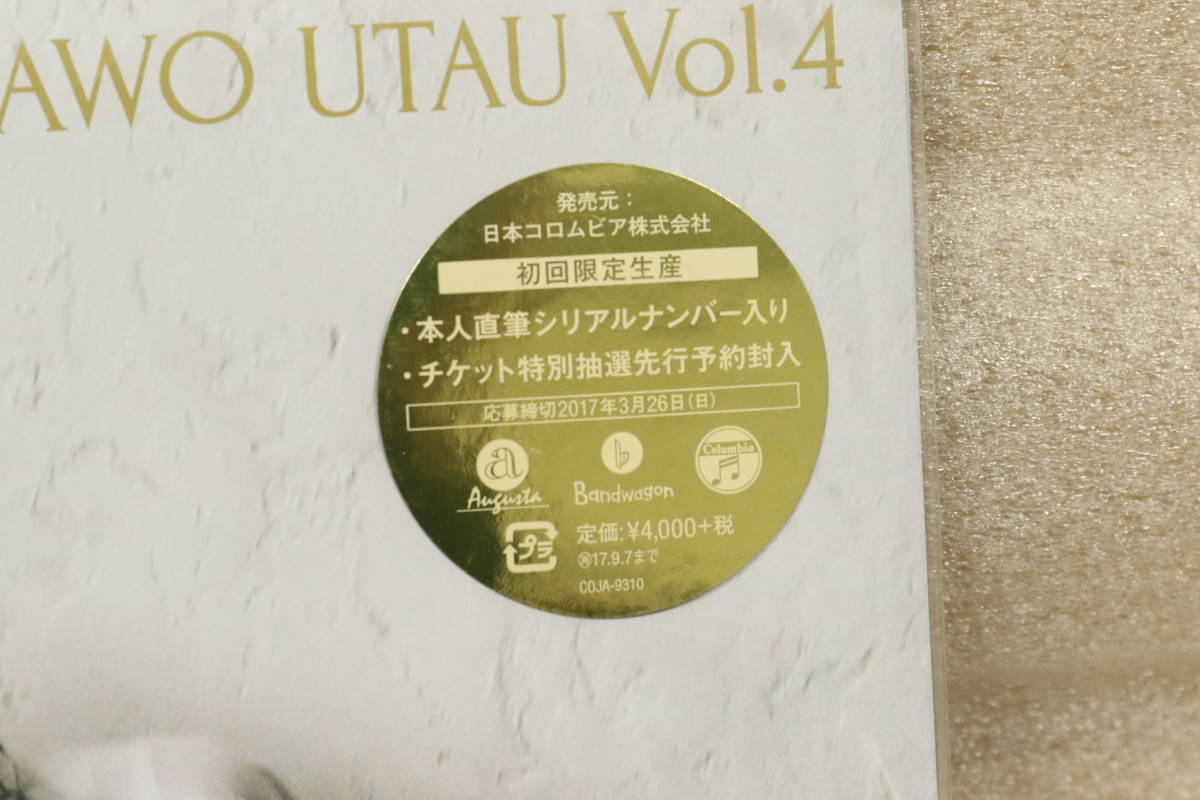 AWO UTAU Vol.4
発売元：
日本コロムビア株式会社
初回限定生産
・本人直筆シリアルナンバー入り
・チケット特別抽選先行予約封入
応募締切2017年3月26日(日)
a
Augusta
b
Bandwagon
Columbia
プラ
定価:¥4,000+税
㋐17.9.7まで
COJA-9310